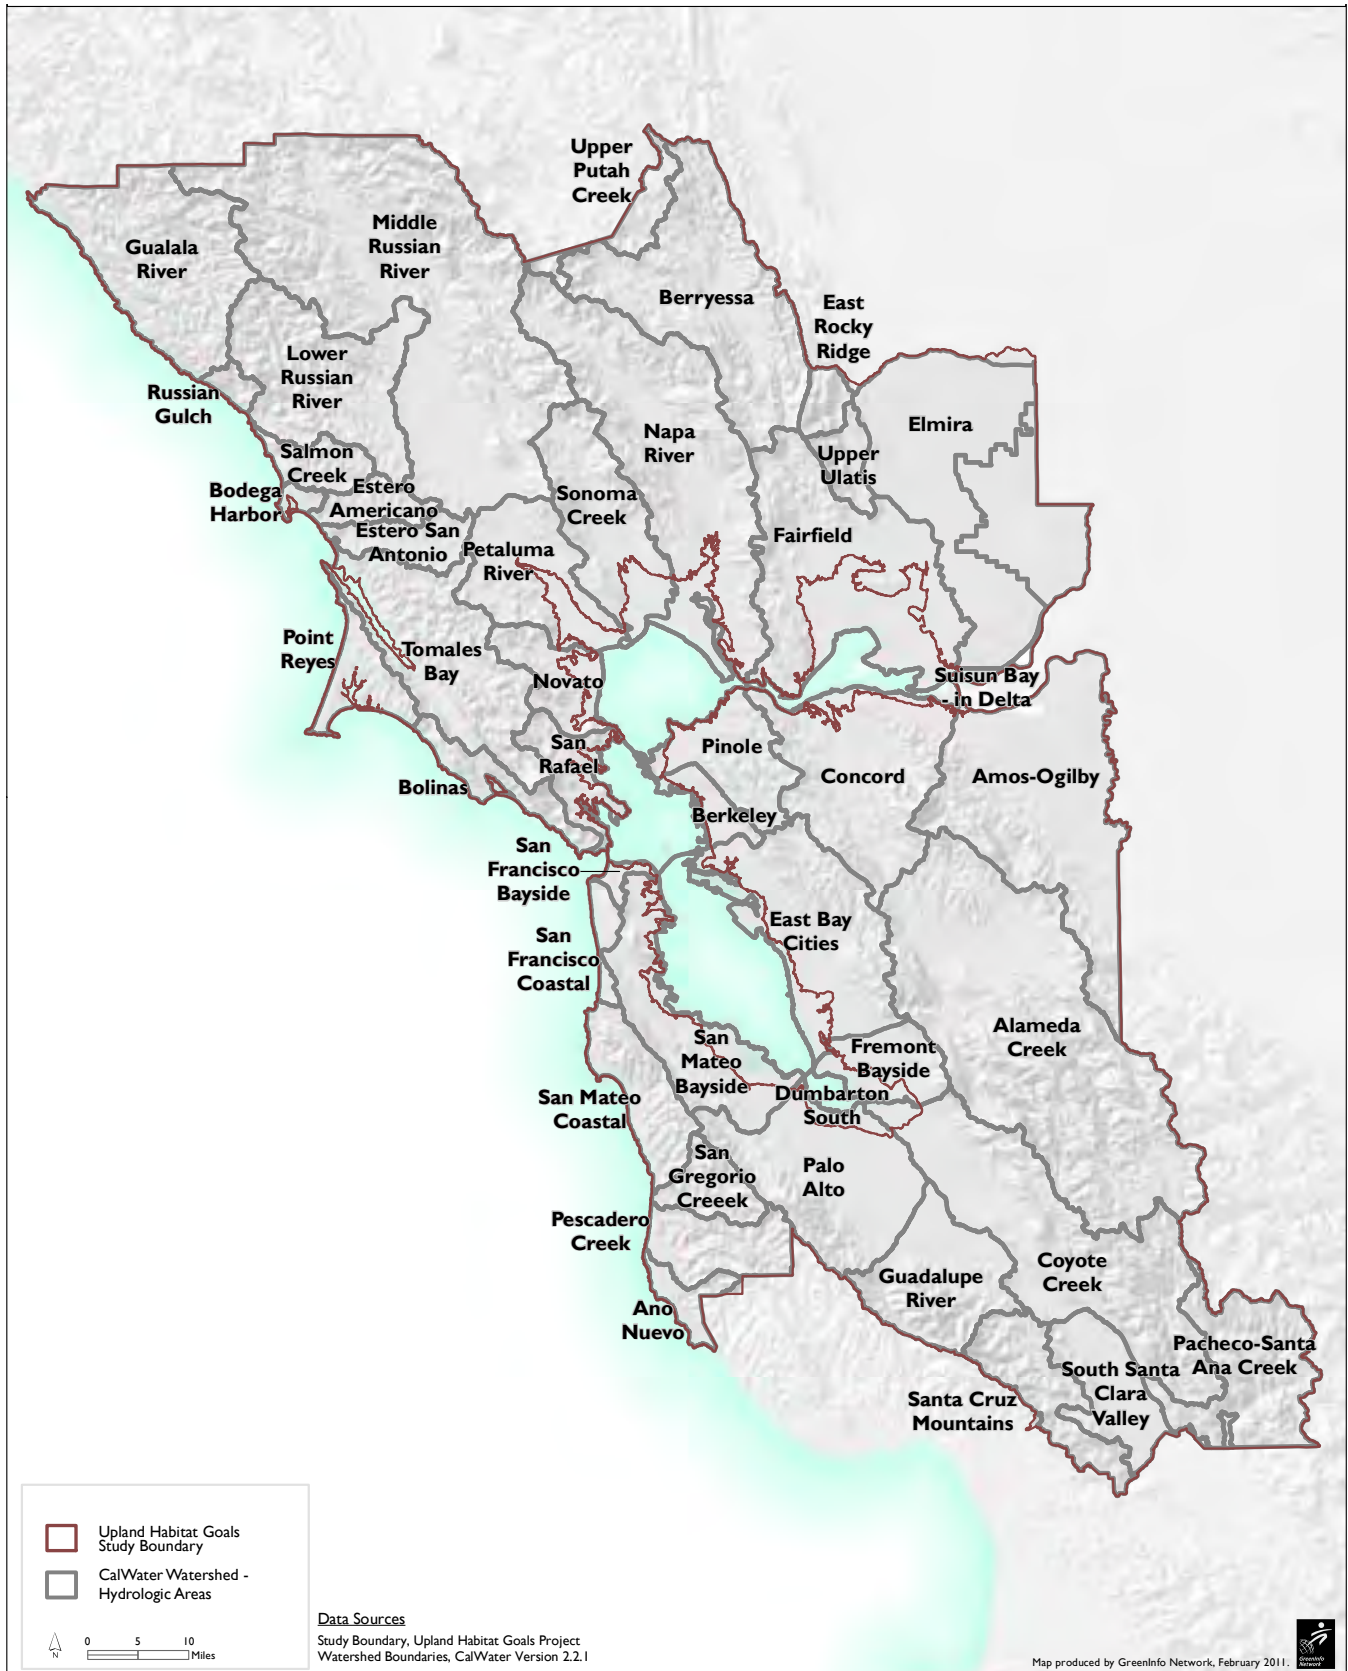 Upper
Putah
Creek
Middle
Russian
River
Gualala
River
Berryessa
East
Rocky
Ridge
Lower
Russian
River
Russian
Gulch
Napa
River
Elmira
Salmon
Creek
Upper
Ulatis
Bodega
Harbor
Estero
Americano
Sonoma
Creek
Estero San
Antonio
Petaluma
River
Fairfield
Point
Reyes
Tomales
Bay
Novato
Suisun Bay
- in Delta
San
Rafael
Pinole
Concord
Amos-Ogilby
Bolinas
Berkeley
San
Francisco
Bayside
East Bay
Cities
San
Francisco
Coastal
San
Mateo
Bayside
Fremont
Bayside
Alameda
Creek
Dumbarton
South
San Mateo
Coastal
San
Gregorio
Creeek
Palo
Alto
Pescadero
Creek
Guadalupe
River
Coyote
Creek
Ano
Nuevo
Pacheco-Santa
Ana Creek
South Santa
Clara
Valley
Santa Cruz
Mountains
Upland Habitat Goals
Study Boundary
CalWater Watershed -
Hydrologic Areas
N
0 5 10
Miles
Data Sources
Study Boundary, Upland Habitat Goals Project
Watershed Boundaries, CalWater Version 2.2.1
Map produced by GreenInfo Network, February 2011.
GreenInfo
Network